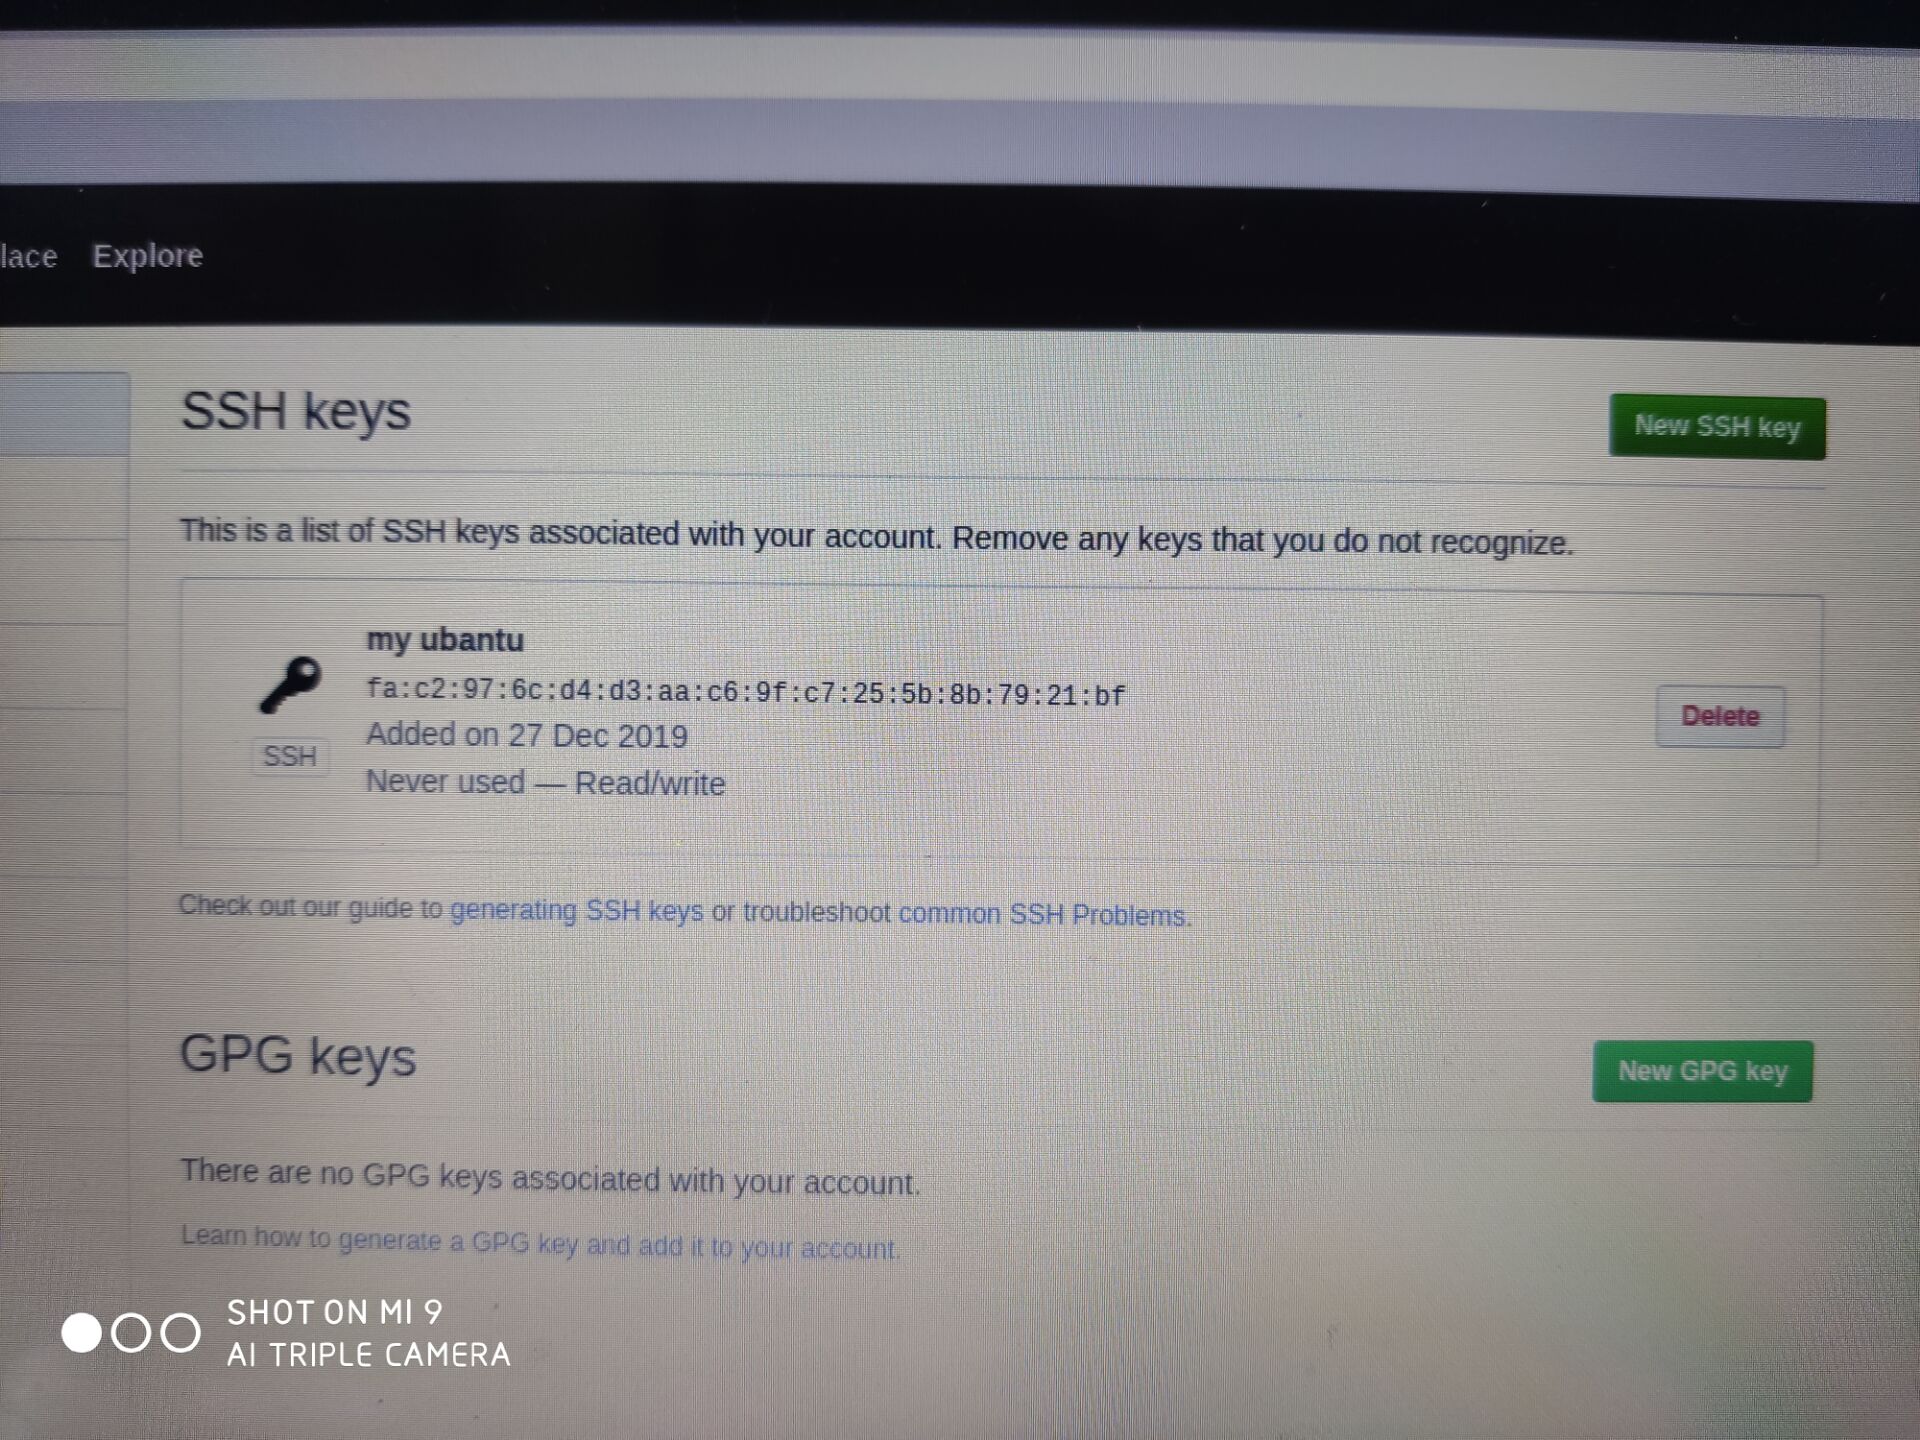 lace Explore
SSH keys
New SSH key
This is a list of SSH keys associated with your account. Remove any keys that you do not recognize.
my ubantu
fa:c2:97:6c:d4:d3:aa:c6:9f:c7:25:5b:8b:79:21:bf
Added on 27 Dec 2019
Never used — Read/write
SSH
Delete
Check out our guide to generating SSH keys or troubleshoot common SSH Problems.
GPG keys
New GPG key
There are no GPG keys associated with your account.
Learn how to generate a GPG key and add it to your account.
SHOT ON MI 9
AI TRIPLE CAMERA